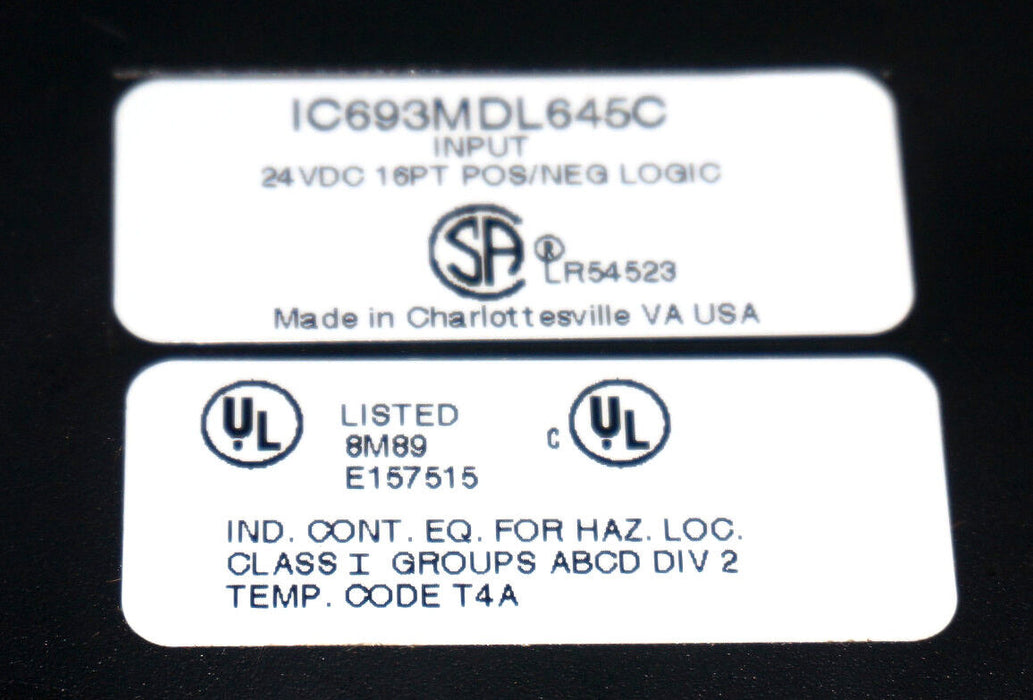 IC693MDL645C
INPUT
24VDC 16PT POS/NEG LOGIC
SA ® LR54523
Made in Charlottesville VA USA
UL LISTED C UL
8M89
E157515
IND. CONT. EQ. FOR HAZ. LOC.
CLASS I GROUPS ABCD DIV 2
TEMP. CODE T4A